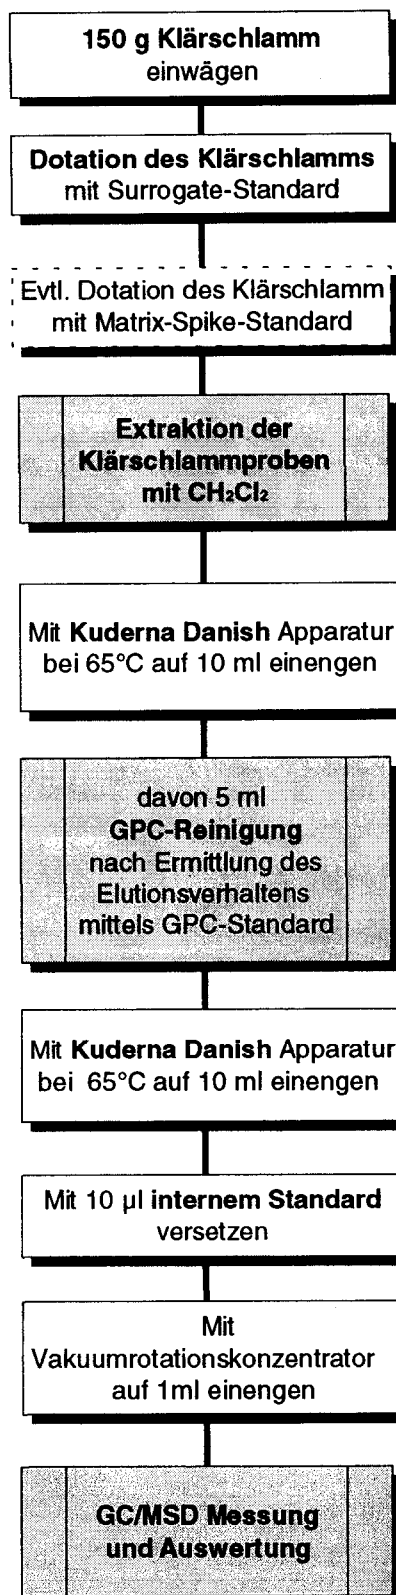 150 g Klärschlamm
einwägen
Dotation des Klärschlamms
mit Surrogate-Standard
Evtl. Dotation des Klärschlamm
mit Matrix-Spike-Standard
Extraktion der
Klärschlammproben
mit CH₂Cl₂
Mit Kuderna Danish Apparatur
bei 65°C auf 10 ml einengen
davon 5 ml
GPC-Reinigung
nach Ermittlung des
Elutionsverhaltens
mittels GPC-Standard
Mit Kuderna Danish Apparatur
bei 65°C auf 10 ml einengen
Mit 10 µl internem Standard
versetzen
Mit
Vakuumrotationskonzentrator
auf 1ml einengen
GC/MSD Messung
und Auswertung